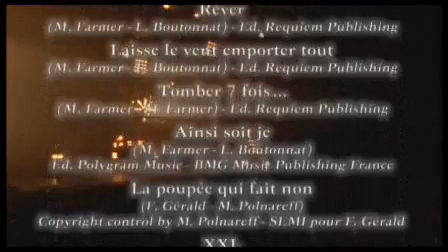 Rêver
(M. Farmer - L. Boutonnat) - Ed. Requiem Publishing
Laisse le vent emporter tout
(M. Farmer - L. Boutonnat) - Ed. Requiem Publishing
Tomber 7 fois...
(M. Farmer - M. Farmer) - Ed. Requiem Publishing
Ainsi soit je
(M. Farmer - L. Boutonnat)
Ed. Polygram Music - BMG Music Publishing France
La poupée qui fait non
(F. Gérald - M. Polnareff)
Copyright control by M. Polnareff - SEMI pour F. Gérald
XXL